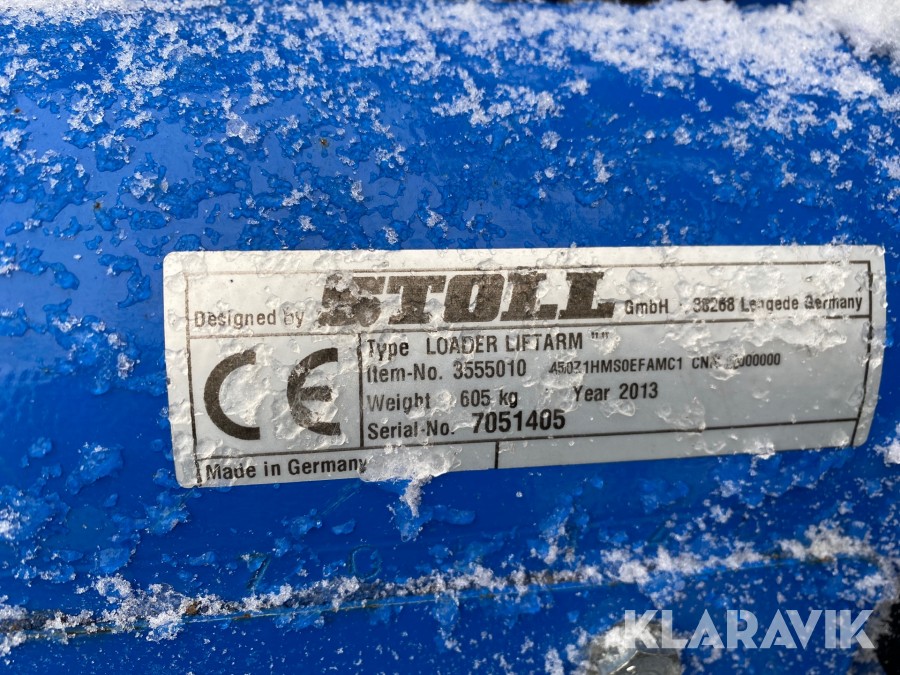 Designed by STOLL GmbH · 38268 Lengede Germany
CE
Type LOADER LIFTARM ""
Item-No. 3555010
Weight 605 kg Year 2013
Serial-No. 7051405
Made in Germany
KLARAVIK